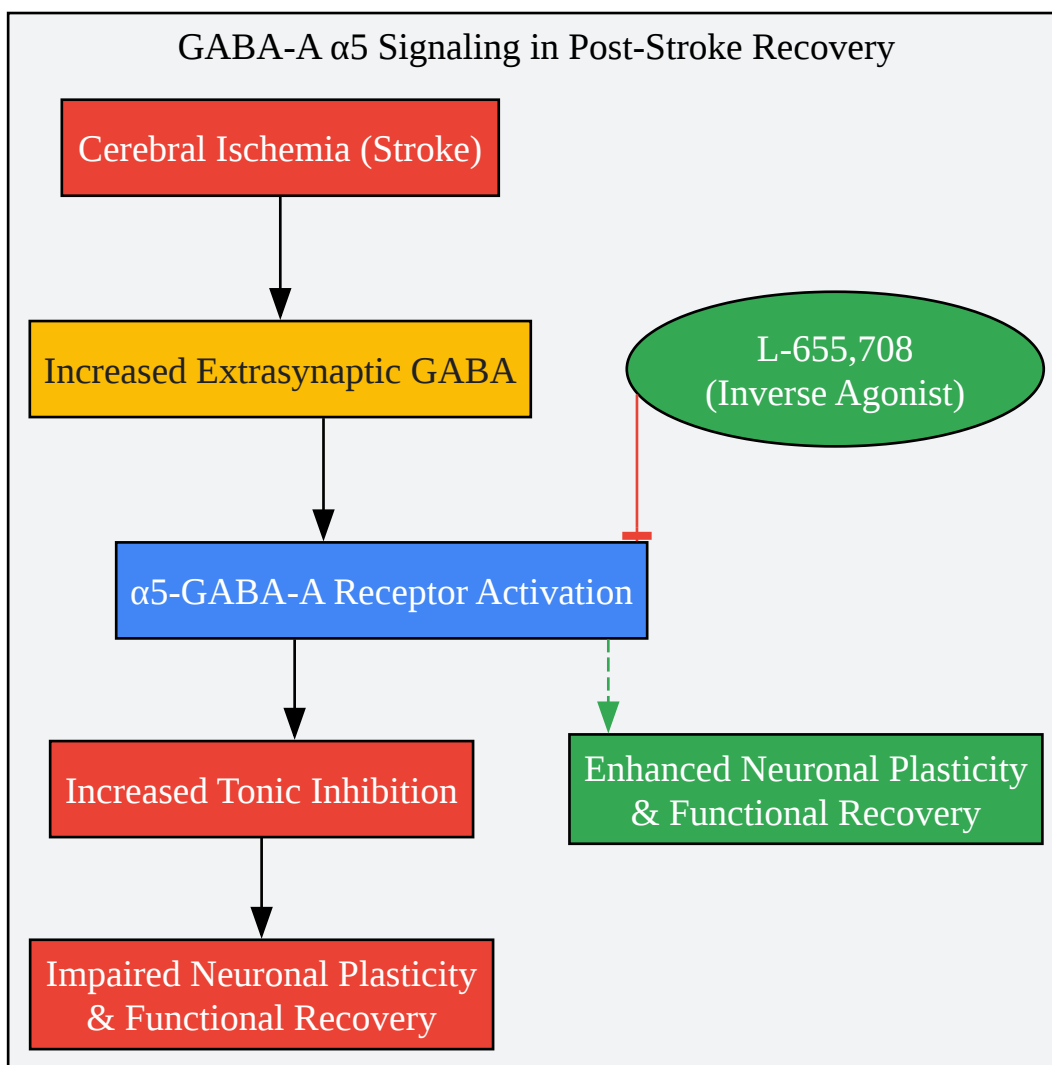 GABA-A α5 Signaling in Post-Stroke Recovery
Cerebral Ischemia (Stroke)
Increased Extrasynaptic GABA
L-655,708
(Inverse Agonist)
α5-GABA-A Receptor Activation
Increased Tonic Inhibition
Enhanced Neuronal Plasticity
& Functional Recovery
Impaired Neuronal Plasticity
& Functional Recovery